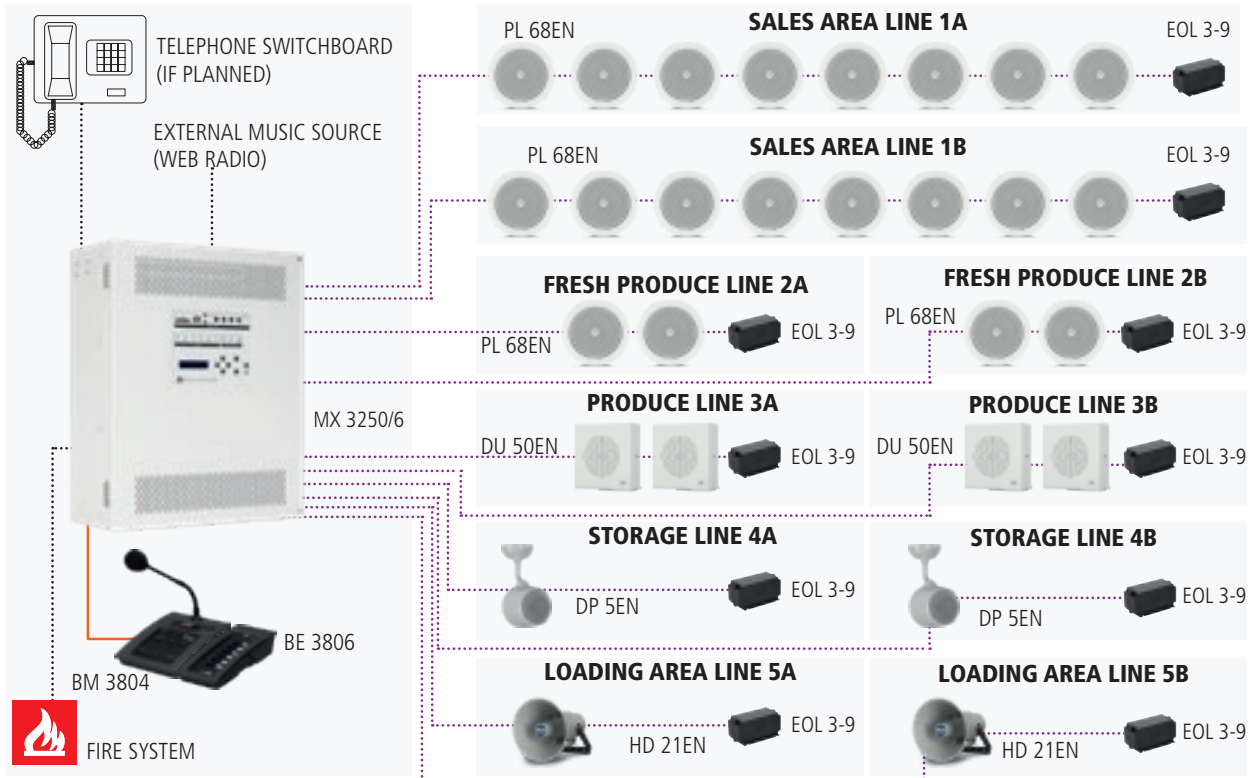 TELEPHONE SWITCHBOARD
(IF PLANNED)
EXTERNAL MUSIC SOURCE
(WEB RADIO)
MX 3250/6
BE 3806
BM 3804
FIRE SYSTEM
SALES AREA LINE 1A
PL 68EN
EOL 3-9
SALES AREA LINE 1B
PL 68EN
EOL 3-9
FRESH PRODUCE LINE 2A
PL 68EN
EOL 3-9
FRESH PRODUCE LINE 2B
PL 68EN
EOL 3-9
PRODUCE LINE 3A
DU 50EN
EOL 3-9
PRODUCE LINE 3B
DU 50EN
EOL 3-9
STORAGE LINE 4A
DP 5EN
EOL 3-9
STORAGE LINE 4B
DP 5EN
EOL 3-9
LOADING AREA LINE 5A
HD 21EN
EOL 3-9
LOADING AREA LINE 5B
HD 21EN
EOL 3-9